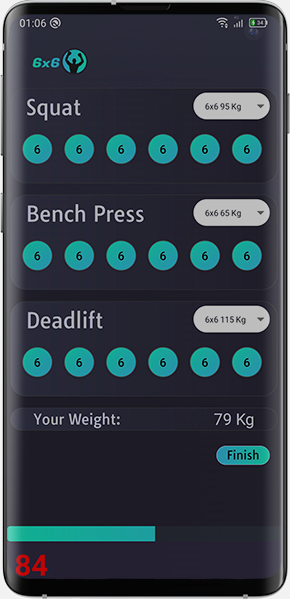 01:06
34
6x6
Squat
6x6 95 Kg
6 6 6 6 6 6
Bench Press
6x6 65 Kg
6 6 6 6 6 6
Deadlift
6x6 115 Kg
6 6 6 6 6 6
Your Weight: 79 Kg
Finish
84